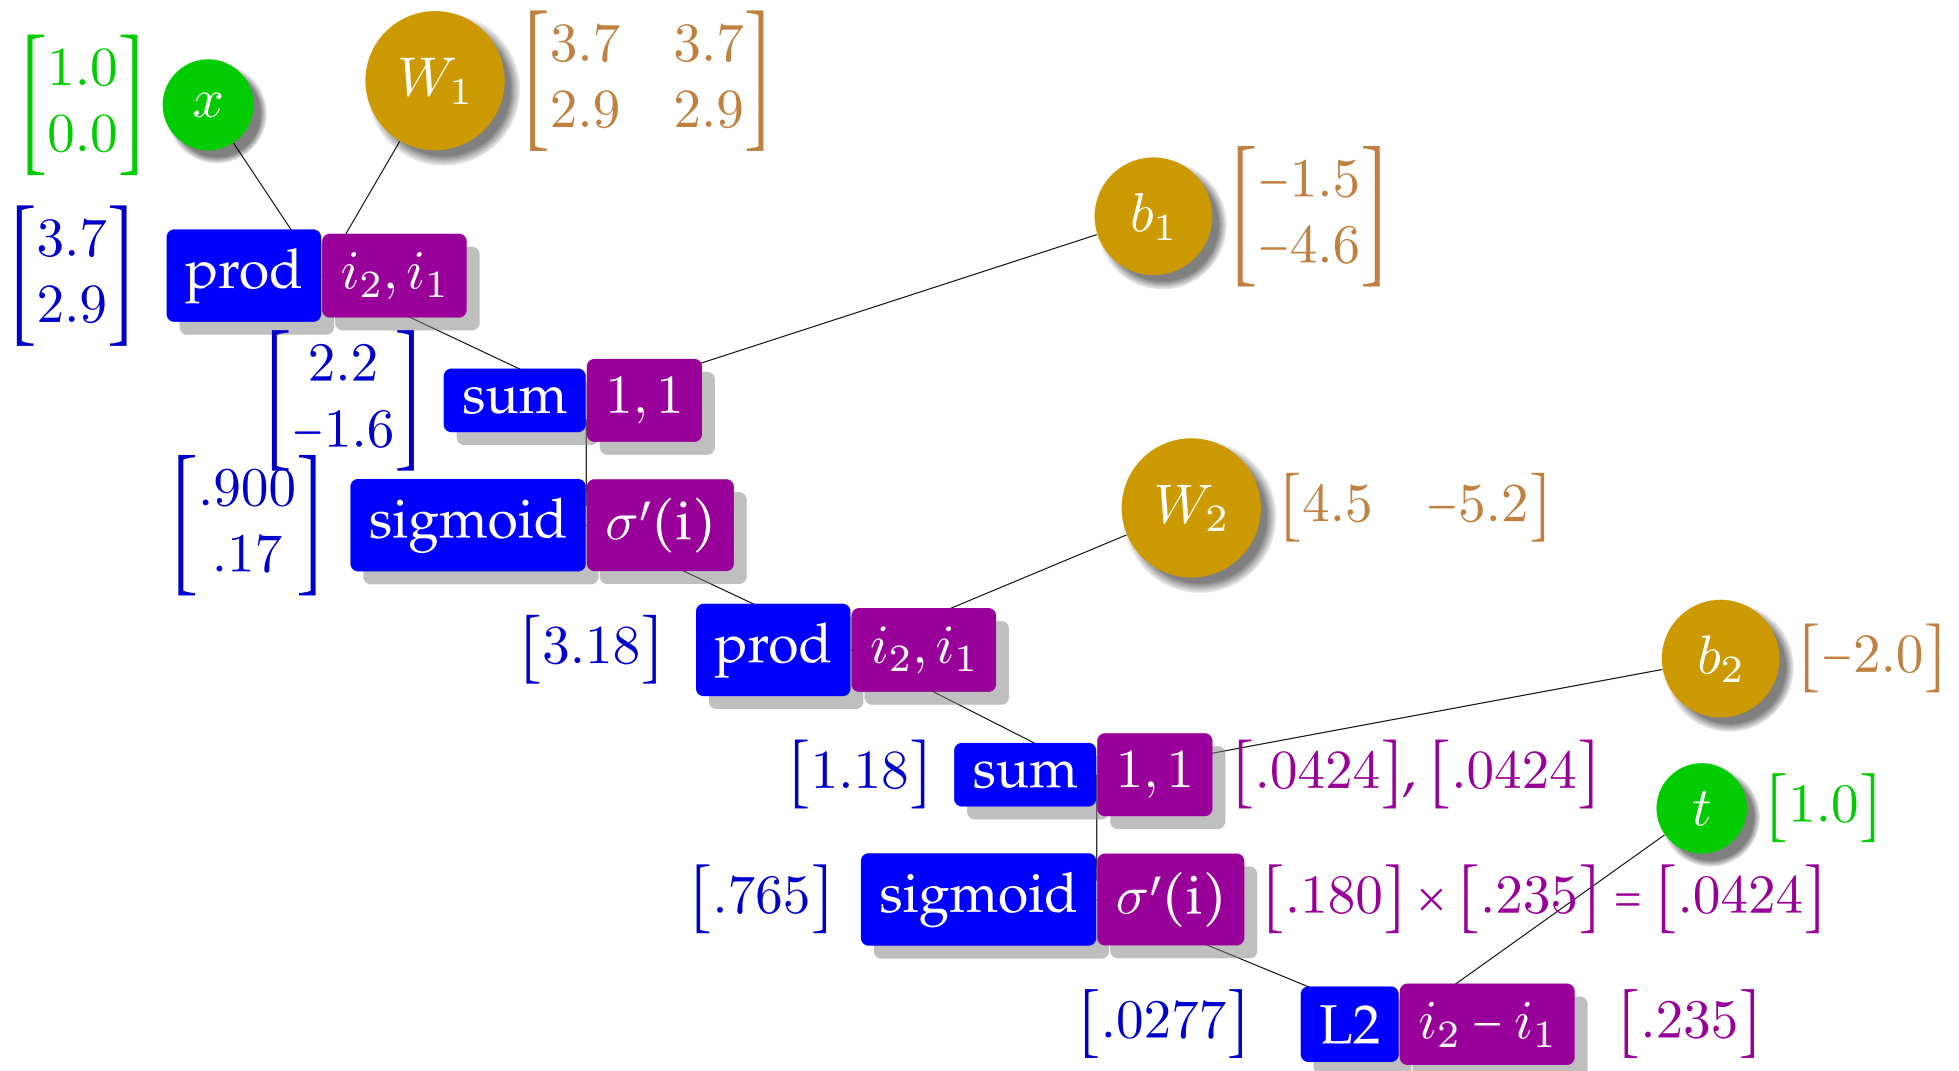 [1.0
0.0] x W₁ [3.7 3.7
2.9 2.9]
b₁ [−1.5
−4.6]
[3.7
2.9] prod i₂, i₁
[2.2
−1.6] sum 1, 1
[.900
.17] sigmoid σ′(i)
W₂ [4.5 −5.2]
[3.18] prod i₂, i₁
b₂ [−2.0]
[1.18] sum 1, 1 [.0424], [.0424]
t [1.0]
[.765] sigmoid σ′(i) [.180] × [.235] = [.0424]
[.0277] L2 i₂ − i₁ [.235]